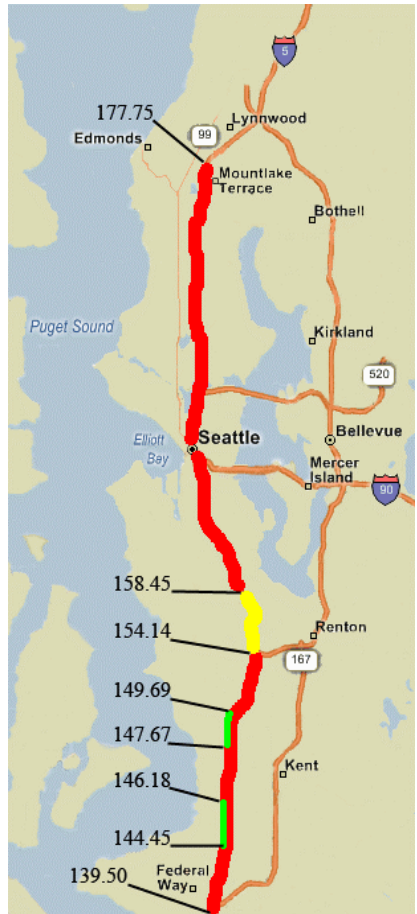 5
177.75
Lynnwood
99
Edmonds
Mountlake
Terrace
Bothell
Puget Sound
Kirkland
520
Elliott
Bay
Seattle
Bellevue
Mercer
Island
90
158.45
154.14
Renton
167
149.69
147.67
146.18
Kent
144.45
139.50
Federal
Way